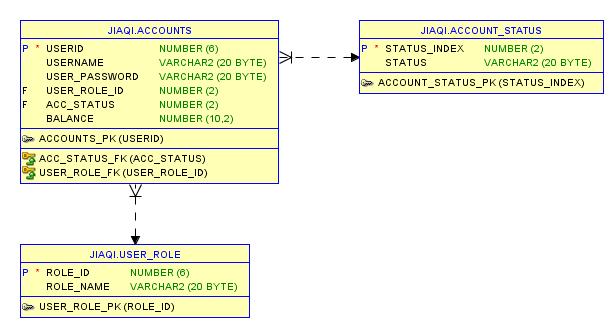 JIAQI.ACCOUNTS
P * USERID NUMBER (6)
USERNAME VARCHAR2 (20 BYTE)
USER_PASSWORD VARCHAR2 (20 BYTE)
F USER_ROLE_ID NUMBER (2)
F ACC_STATUS NUMBER (2)
BALANCE NUMBER (10,2)
ACCOUNTS_PK (USERID)
ACC_STATUS_FK (ACC_STATUS)
USER_ROLE_FK (USER_ROLE_ID)
JIAQI.ACCOUNT_STATUS
P * STATUS_INDEX NUMBER (2)
STATUS VARCHAR2 (20 BYTE)
ACCOUNT_STATUS_PK (STATUS_INDEX)
JIAQI.USER_ROLE
P * ROLE_ID NUMBER (6)
ROLE_NAME VARCHAR2 (20 BYTE)
USER_ROLE_PK (ROLE_ID)